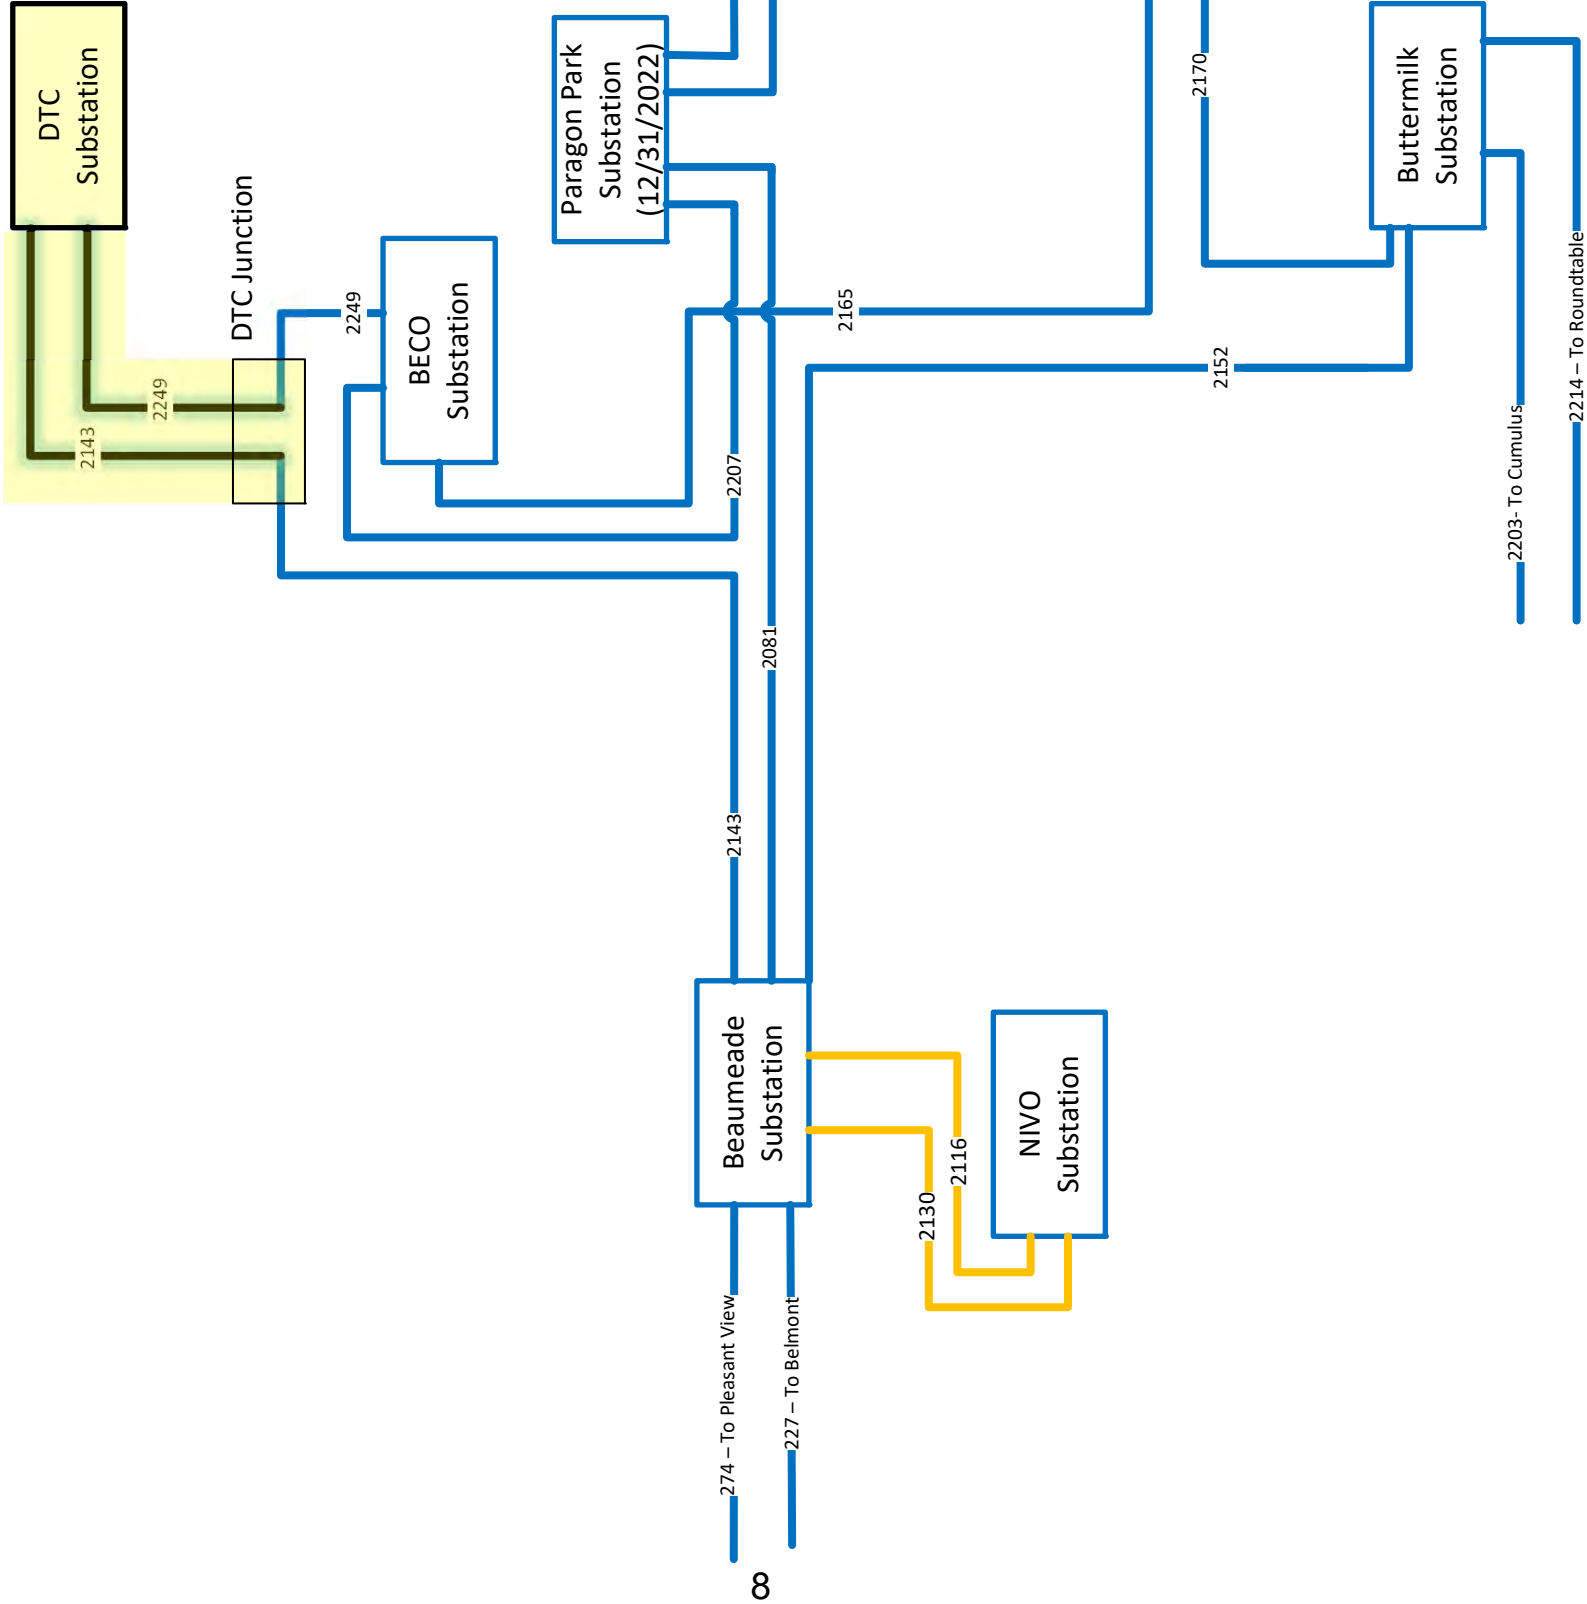 DTC
Substation
Paragon Park
Substation
(12/31/2022)
2170
Buttermilk
Substation
DTC Junction
2249
BECO
Substation
2165
2249
2143
2152
2207
2203- To Cumulus
2214 – To Roundtable
2081
2143
Beaumeade
Substation
NIVO
Substation
2116
2130
274 – To Pleasant View
227 – To Belmont
8